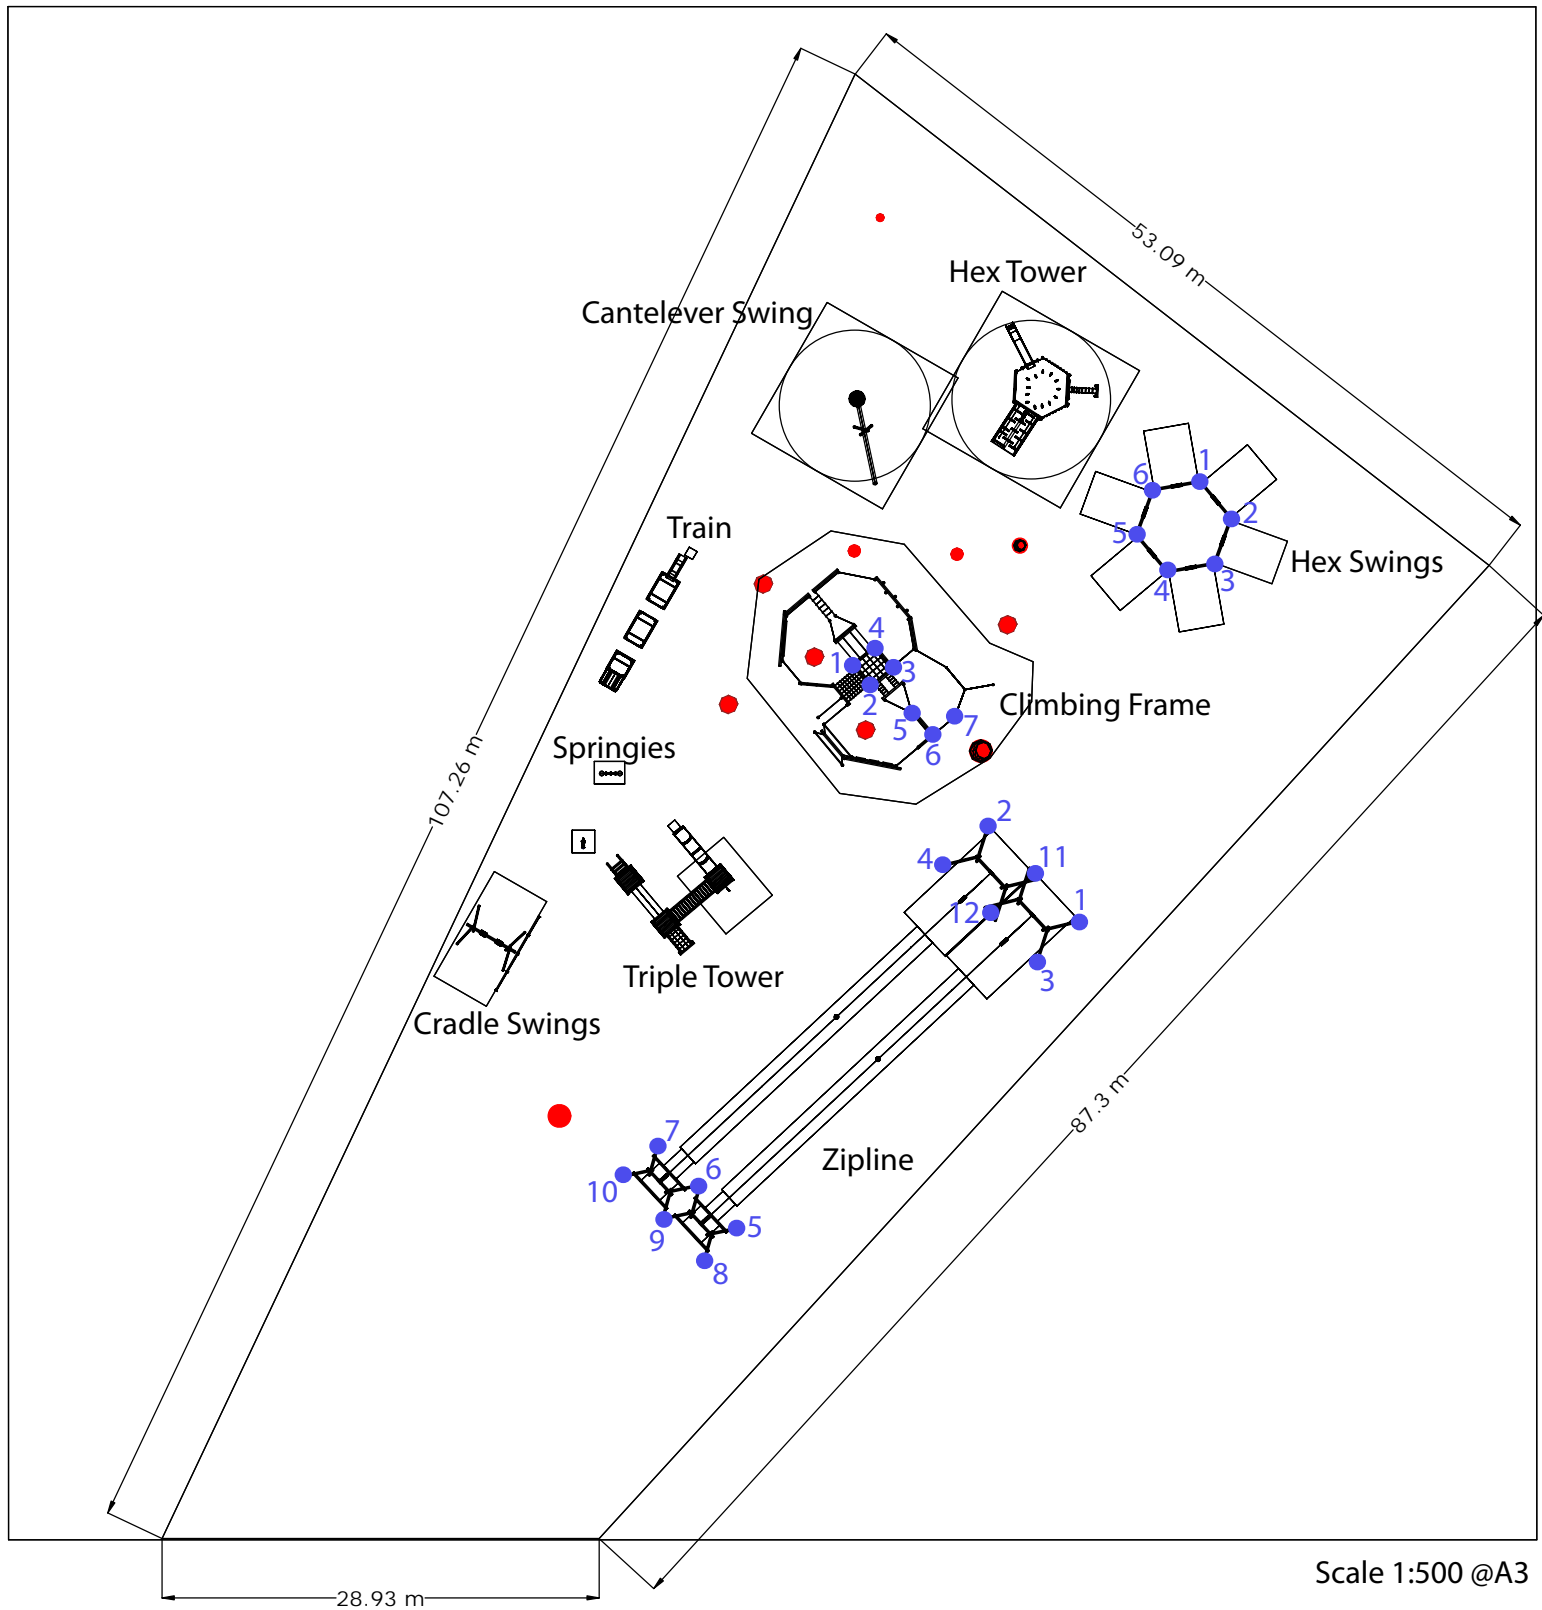 53.09 m
Hex Tower
Cantelever Swing
1
6
2
5
3
4
Hex Swings
Train
4
1
3
2
5
7
6
Climbing Frame
107.26 m
Springies
2
4
11
12
1
3
Triple Tower
Cradle Swings
87.3 m
7
6
10
5
9
8
Zipline
28.93 m
Scale 1:500 @A3